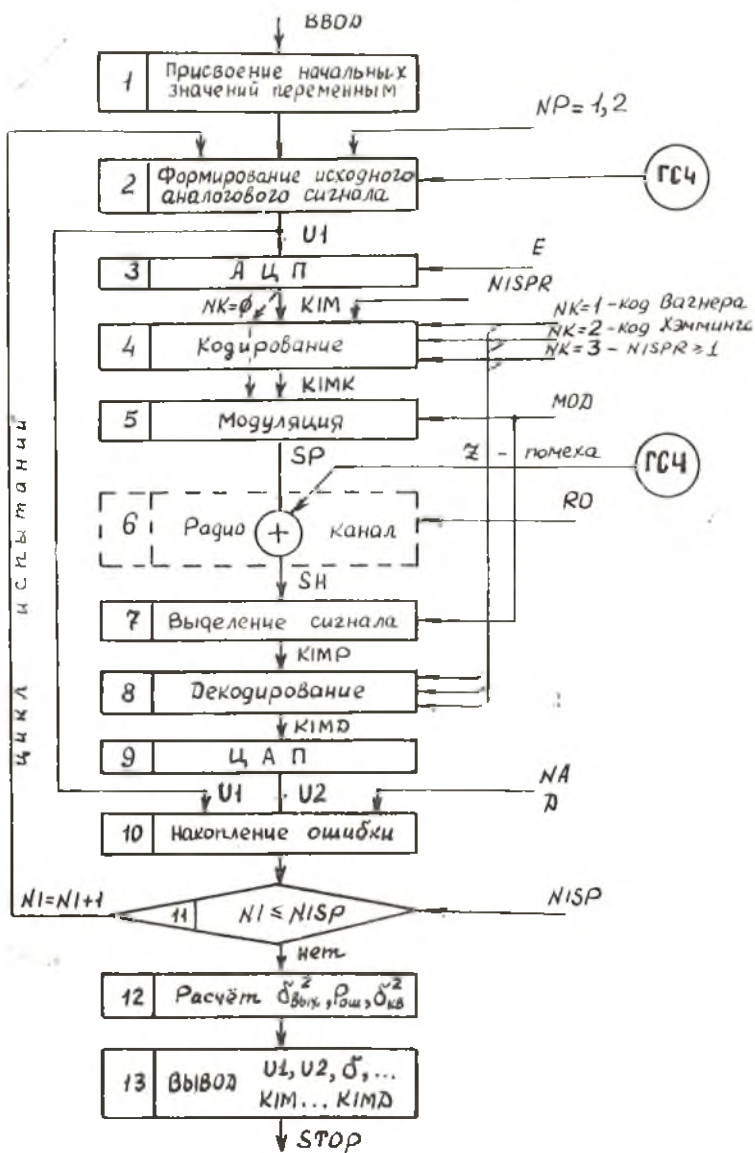 ВВОД
1 Присвоение начальных
значений переменным
NP=1,2
2 Формирование исходного
аналогового сигнала
ГСЧ
U1
E
3 АЦП
NISPR
NK=ø KIM
NK=1-код Вагнера
NK=2-код Хэмминга
NK=3-NISPR≥1
4 Кодирование
KIMK
5 Модуляция
MOD
SP
Z - помеха
ГСЧ
6 Радио + канал
RO
SH
7 Выделение сигнала
KIMP
8 Декодирование
KIMD
9 ЦАП
U1 U2
NA
D
10 Накопление ошибки
NI=NI+1
11 NI≤NISP
NISP
нет
12 Расчёт σ²вых, Pош, σ²кв
13 ВЫВОД U1, U2, σ, ...
KIM... KIMD
STOP
цикл испытаний